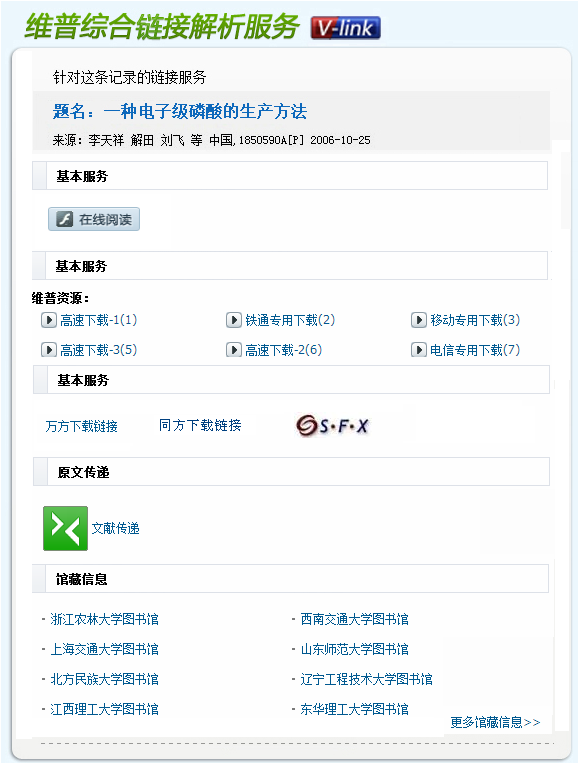 维普综合链接解析服务 V-link
针对这条记录的链接服务
题名：一种电子级磷酸的生产方法
来源：李天祥 解田 刘飞 等 中国,1850590A[P] 2006-10-25
基本服务
在线阅读
基本服务
维普资源：
高速下载-1(1) 铁通专用下载(2) 移动专用下载(3)
高速下载-3(5) 高速下载-2(6) 电信专用下载(7)
基本服务
万方下载链接 同方下载链接 S·F·X
原文传递
文献传递
馆藏信息
· 浙江农林大学图书馆 · 西南交通大学图书馆
· 上海交通大学图书馆 · 山东师范大学图书馆
· 北方民族大学图书馆 · 辽宁工程技术大学图书馆
· 江西理工大学图书馆 · 东华理工大学图书馆
更多馆藏信息>>